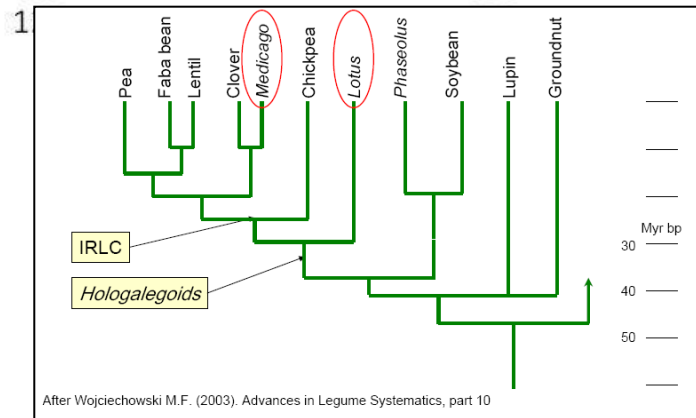 1.
Pea
Faba bean
Lentil
Clover
Medicago
Chickpea
Lotus
Phaseolus
Soybean
Lupin
Groundnut
Myr bp
30
40
50
IRLC
Hologalegoids
After Wojciechowski M.F. (2003). Advances in Legume Systematics, part 10